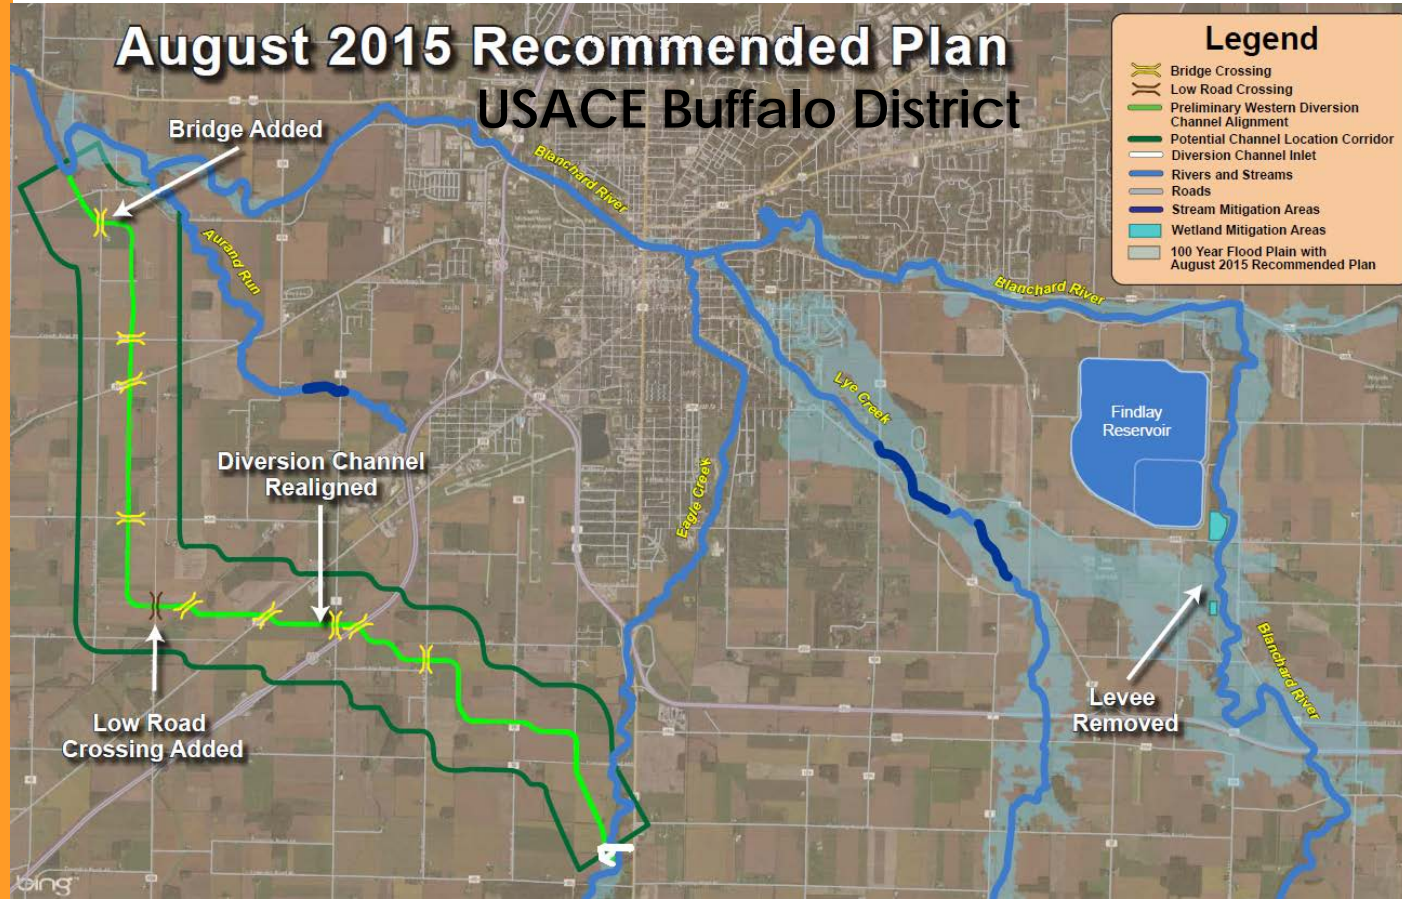 August 2015 Recommended Plan
USACE Buffalo District
Legend
Bridge Crossing
Low Road Crossing
Preliminary Western Diversion
Channel Alignment
Potential Channel Location Corridor
Diversion Channel Inlet
Rivers and Streams
Roads
Stream Mitigation Areas
Wetland Mitigation Areas
100 Year Flood Plain with
August 2015 Recommended Plan
Bridge Added
Blanchard River
Aurand Run
Blanchard River
Lye Creek
Findlay
Reservoir
Diversion Channel
Realigned
Eagle Creek
Blanchard River
Levee
Removed
Low Road
Crossing Added
bing